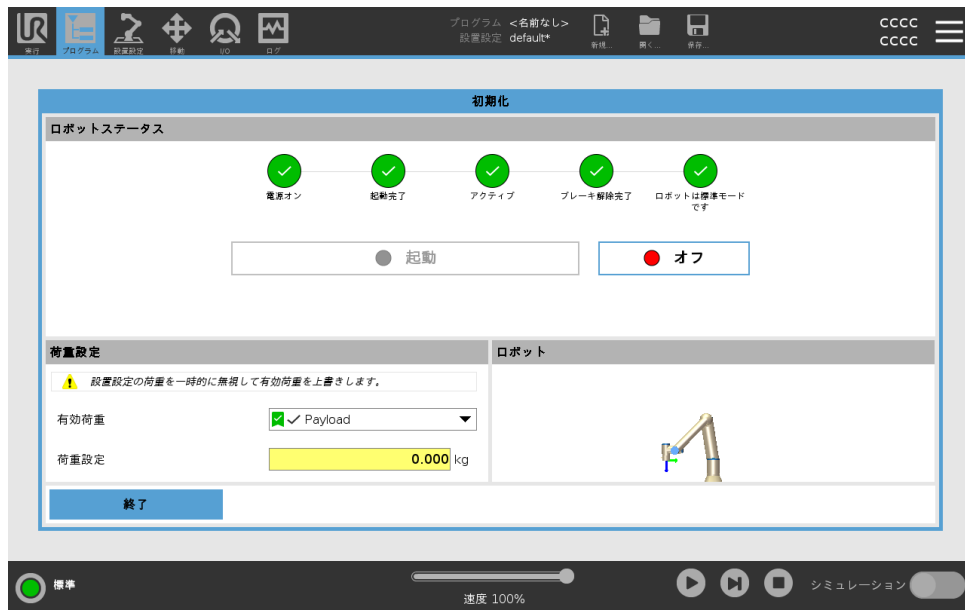 プログラム <名前なし>
設置設定 default*
CCCC
CCCC
実行
プログラム
設置設定
移動
I/O
ログ
新規...
開く...
保存...
初期化
ロボットステータス
電源オン
起動完了
アクティブ
ブレーキ解除完了
ロボットは標準モード
です
起動
オフ
荷重設定
ロボット
設置設定の荷重を一時的に無視して有効荷重を上書きします。
有効荷重
Payload
荷重設定
0.000 kg
終了
標準
速度 100%
シミュレーション